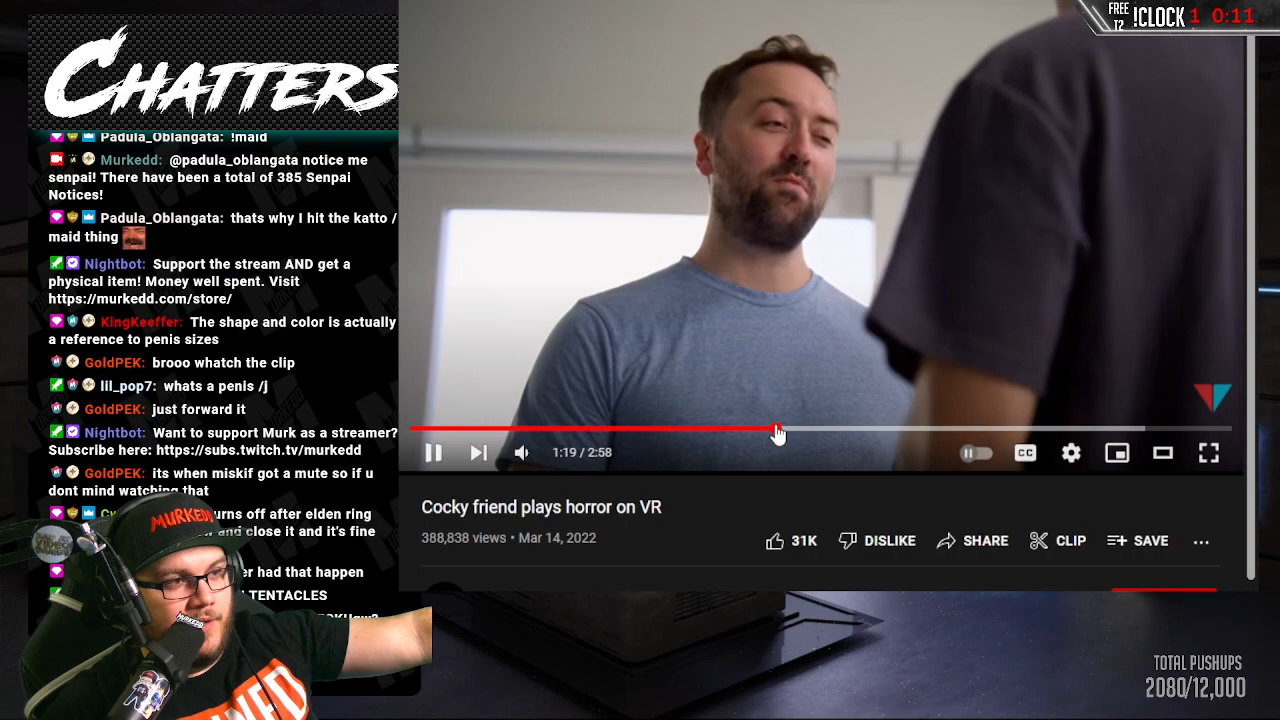 CHATTERS
Padula_Oblangata: !maid
Murkedd: @padula_oblangata notice me
senpai! There have been a total of 385 Senpai
Notices!
Padula_Oblangata: thats why I hit the katto /
maid thing
Nightbot: Support the stream AND get a
physical item! Money well spent. Visit
https://murkedd.com/store/
KingKeeffer: The shape and color is actually
a reference to penis sizes
GoldPEK: brooo whatch the clip
lil_pop7: whats a penis /j
GoldPEK: just forward it
Nightbot: Want to support Murk as a streamer?
Subscribe here: https://subs.twitch.tv/murkedd
GoldPEK: its when miskif got a mute so if u
dont mind watching that
urns off after elden ring
and close it and it's fine
er had that happen
TENTACLES
MURKEDD
MURKEDD
FREE
12
!CLOCK
1 0:11
1:19 / 2:58
CC
Cocky friend plays horror on VR
388,838 views • Mar 14, 2022
31K
DISLIKE
SHARE
CLIP
SAVE
TOTAL PUSHUPS
2080/12,000